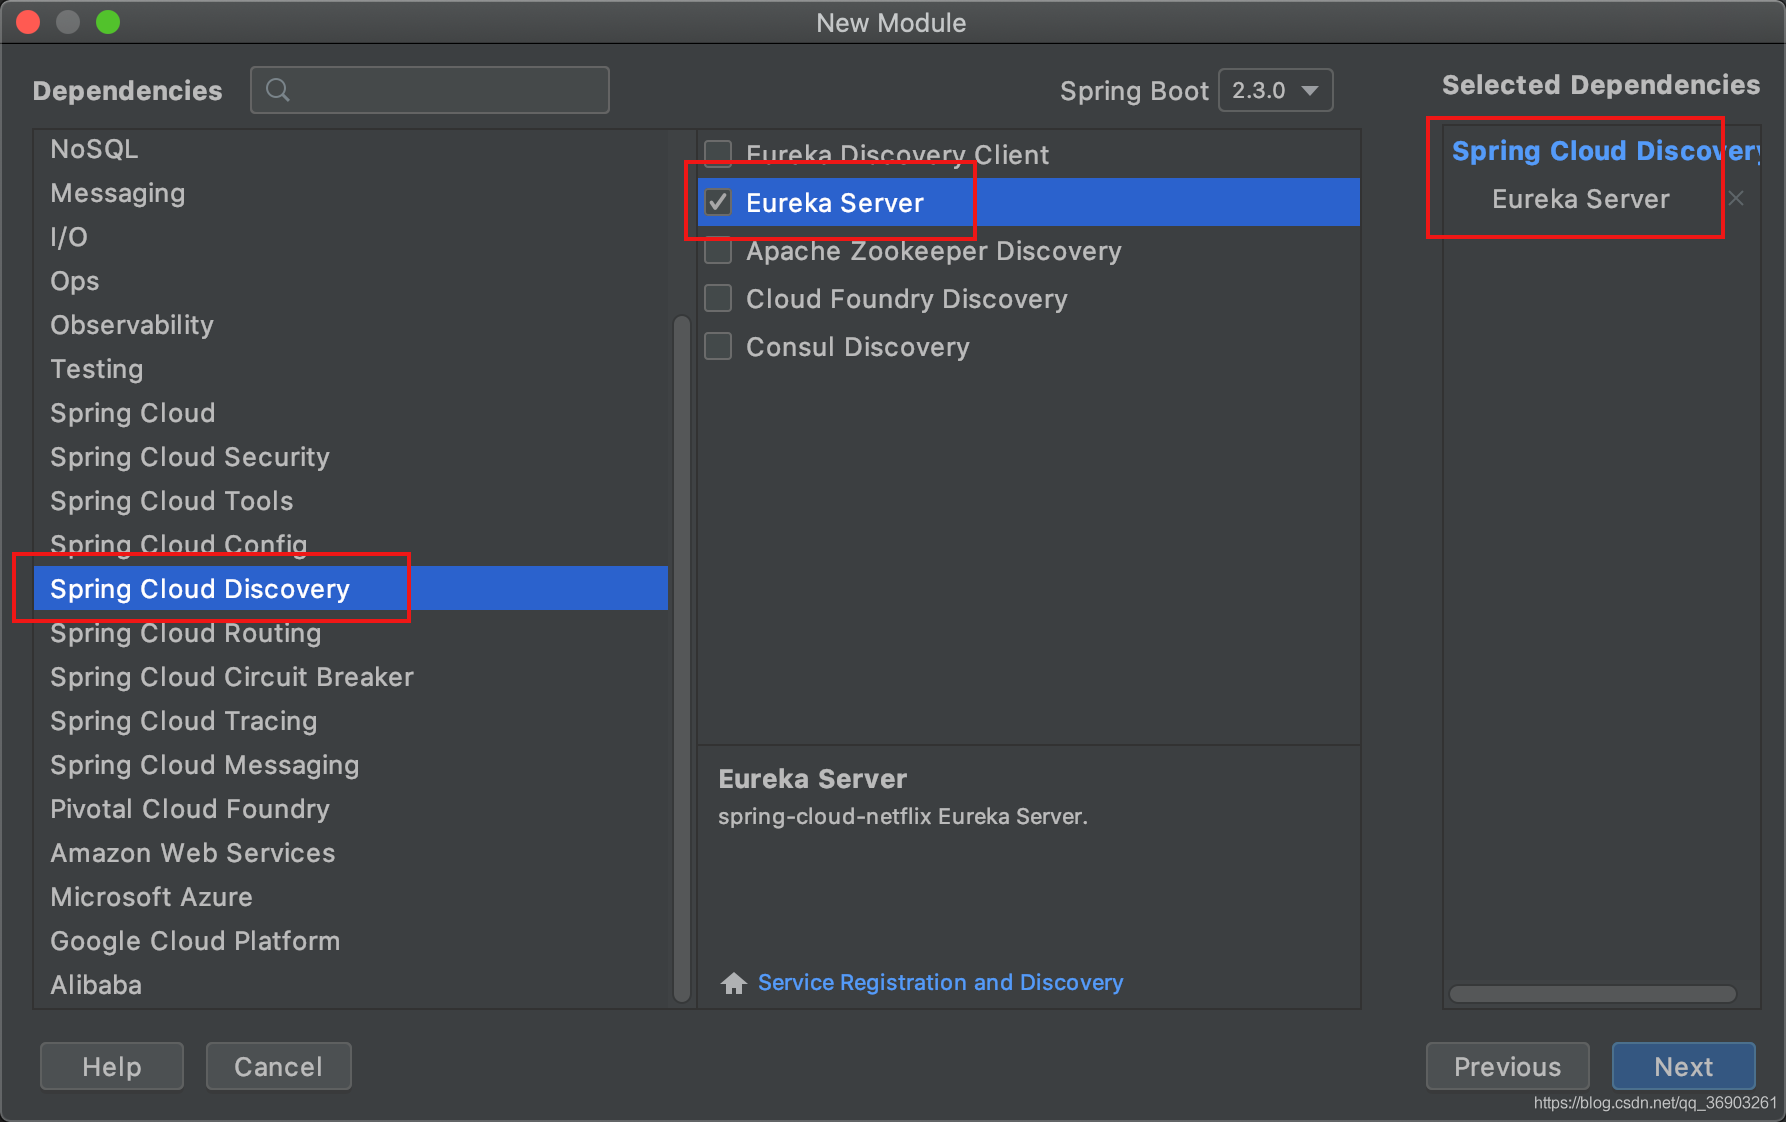 New Module
Dependencies
Spring Boot 2.3.0
Selected Dependencies
NoSQL
Messaging
I/O
Ops
Observability
Testing
Spring Cloud
Spring Cloud Security
Spring Cloud Tools
Spring Cloud Config
Spring Cloud Discovery
Spring Cloud Routing
Spring Cloud Circuit Breaker
Spring Cloud Tracing
Spring Cloud Messaging
Pivotal Cloud Foundry
Amazon Web Services
Microsoft Azure
Google Cloud Platform
Alibaba
Eureka Discovery Client
Eureka Server
Apache Zookeeper Discovery
Cloud Foundry Discovery
Consul Discovery
Eureka Server
spring-cloud-netflix Eureka Server.
Service Registration and Discovery
Spring Cloud Discovery
Eureka Server
Help
Cancel
Previous
Next
https://blog.csdn.net/qq_36903261